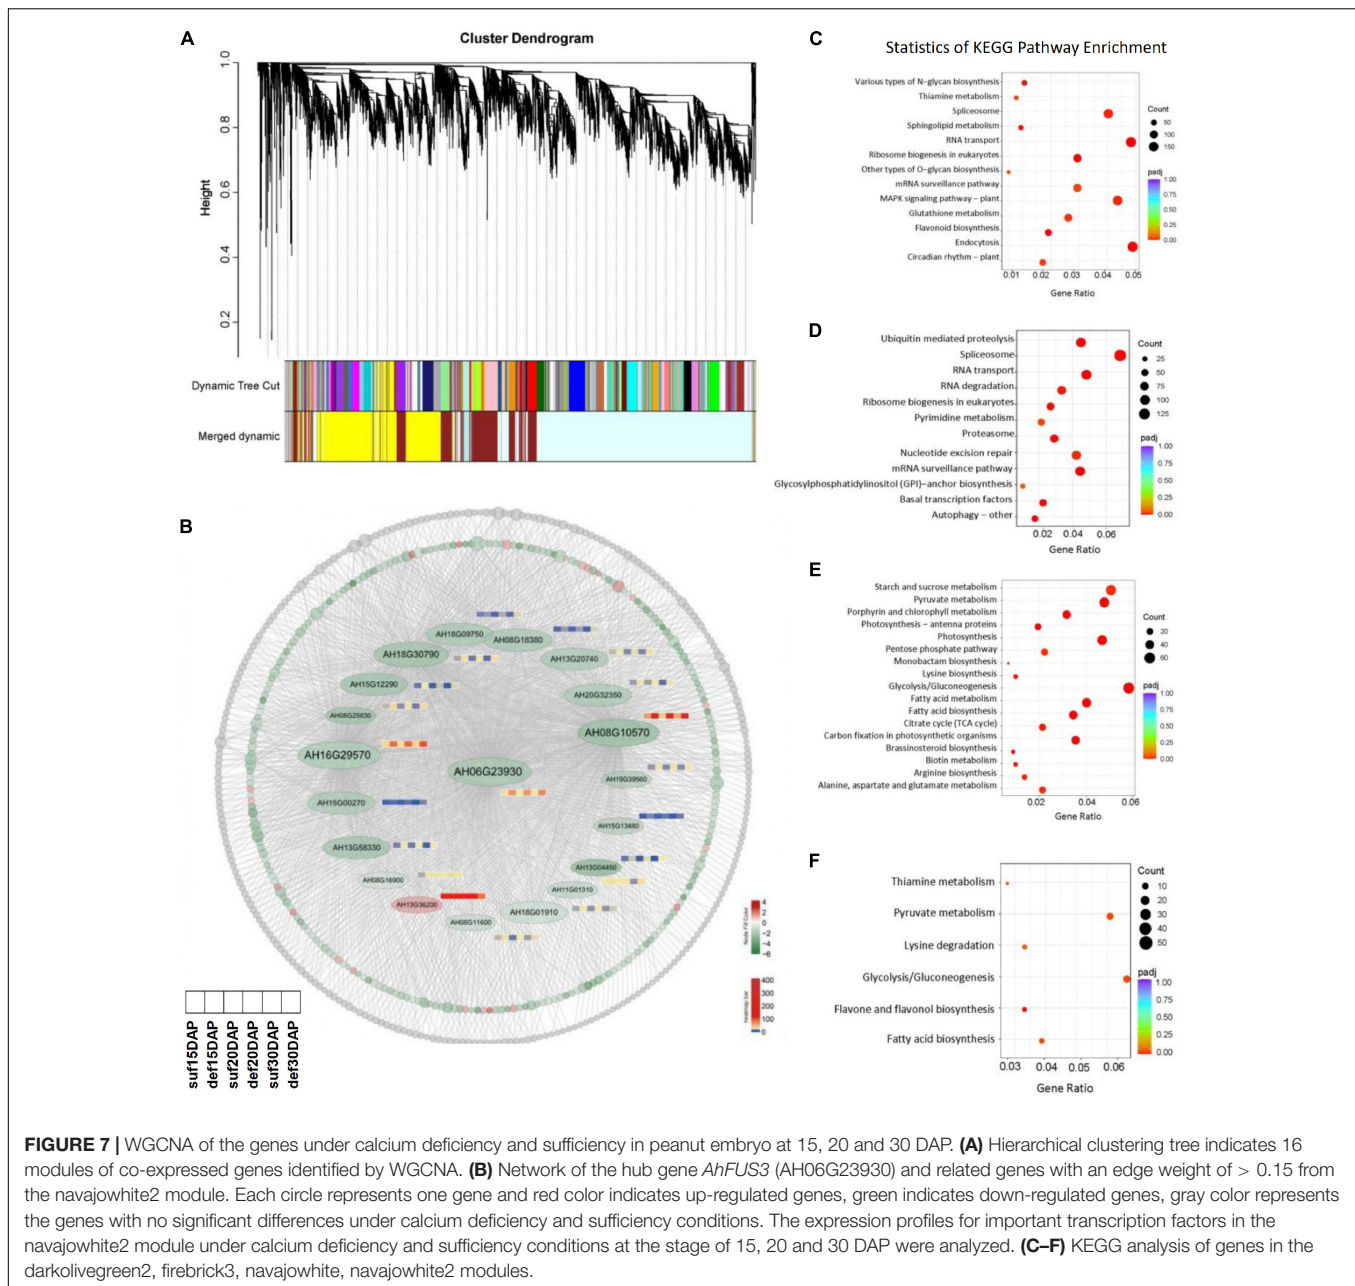 A
Cluster Dendrogram
Height
1.0
0.8
0.6
0.4
0.2
Dynamic Tree Cut
Merged dynamic
B
AH18G09750
AH08G18380
AH18G30790
AH13G20740
AH15G12290
AH20G32350
AH08G25830
AH08G10570
AH16G29570
AH06G23930
AH19G39560
AH15G00270
AH15G13480
AH13G58330
AH13G04450
AH08G16900
AH11G01310
AH13G36200
AH18G01910
AH08G11600
Node Fill Color
4
2
0
−2
−4
−6
heatmap bar
400
300
200
100
0
suf15DAP
def15DAP
suf20DAP
def20DAP
suf30DAP
def30DAP
C
Statistics of KEGG Pathway Enrichment
Various types of N−glycan biosynthesis
Thiamine metabolism
Spliceosome
Sphingolipid metabolism
RNA transport
Ribosome biogenesis in eukaryotes
Other types of O−glycan biosynthesis
mRNA surveillance pathway
MAPK signaling pathway − plant
Glutathione metabolism
Flavonoid biosynthesis
Endocytosis
Circadian rhythm − plant
0.01 0.02 0.03 0.04 0.05
Gene Ratio
Count
50
100
150
padj
1.00
0.75
0.50
0.25
0.00
D
Ubiquitin mediated proteolysis
Spliceosome
RNA transport
RNA degradation
Ribosome biogenesis in eukaryotes
Pyrimidine metabolism
Proteasome
Nucleotide excision repair
mRNA surveillance pathway
Glycosylphosphatidylinositol (GPI)−anchor biosynthesis
Basal transcription factors
Autophagy − other
0.02 0.04 0.06
Gene Ratio
Count
25
50
75
100
125
padj
1.00
0.75
0.50
0.25
0.00
E
Starch and sucrose metabolism
Pyruvate metabolism
Porphyrin and chlorophyll metabolism
Photosynthesis − antenna proteins
Photosynthesis
Pentose phosphate pathway
Monobactam biosynthesis
Lysine biosynthesis
Glycolysis/Gluconeogenesis
Fatty acid metabolism
Fatty acid biosynthesis
Citrate cycle (TCA cycle)
Carbon fixation in photosynthetic organisms
Brassinosteroid biosynthesis
Biotin metabolism
Arginine biosynthesis
Alanine, aspartate and glutamate metabolism
0.02 0.04 0.06
Gene Ratio
Count
20
40
60
padj
1.00
0.75
0.50
0.25
0.00
F
Thiamine metabolism
Pyruvate metabolism
Lysine degradation
Glycolysis/Gluconeogenesis
Flavone and flavonol biosynthesis
Fatty acid biosynthesis
0.03 0.04 0.05 0.06
Gene Ratio
Count
10
20
30
40
50
padj
1.00
0.75
0.50
0.25
0.00
FIGURE 7 | WGCNA of the genes under calcium deficiency and sufficiency in peanut embryo at 15, 20 and 30 DAP. (A) Hierarchical clustering tree indicates 16
modules of co-expressed genes identified by WGCNA. (B) Network of the hub gene AhFUS3 (AH06G23930) and related genes with an edge weight of > 0.15 from
the navajowhite2 module. Each circle represents one gene and red color indicates up-regulated genes, green indicates down-regulated genes, gray color represents
the genes with no significant differences under calcium deficiency and sufficiency conditions. The expression profiles for important transcription factors in the
navajowhite2 module under calcium deficiency and sufficiency conditions at the stage of 15, 20 and 30 DAP were analyzed. (C–F) KEGG analysis of genes in the
darkolivegreen2, firebrick3, navajowhite, navajowhite2 modules.